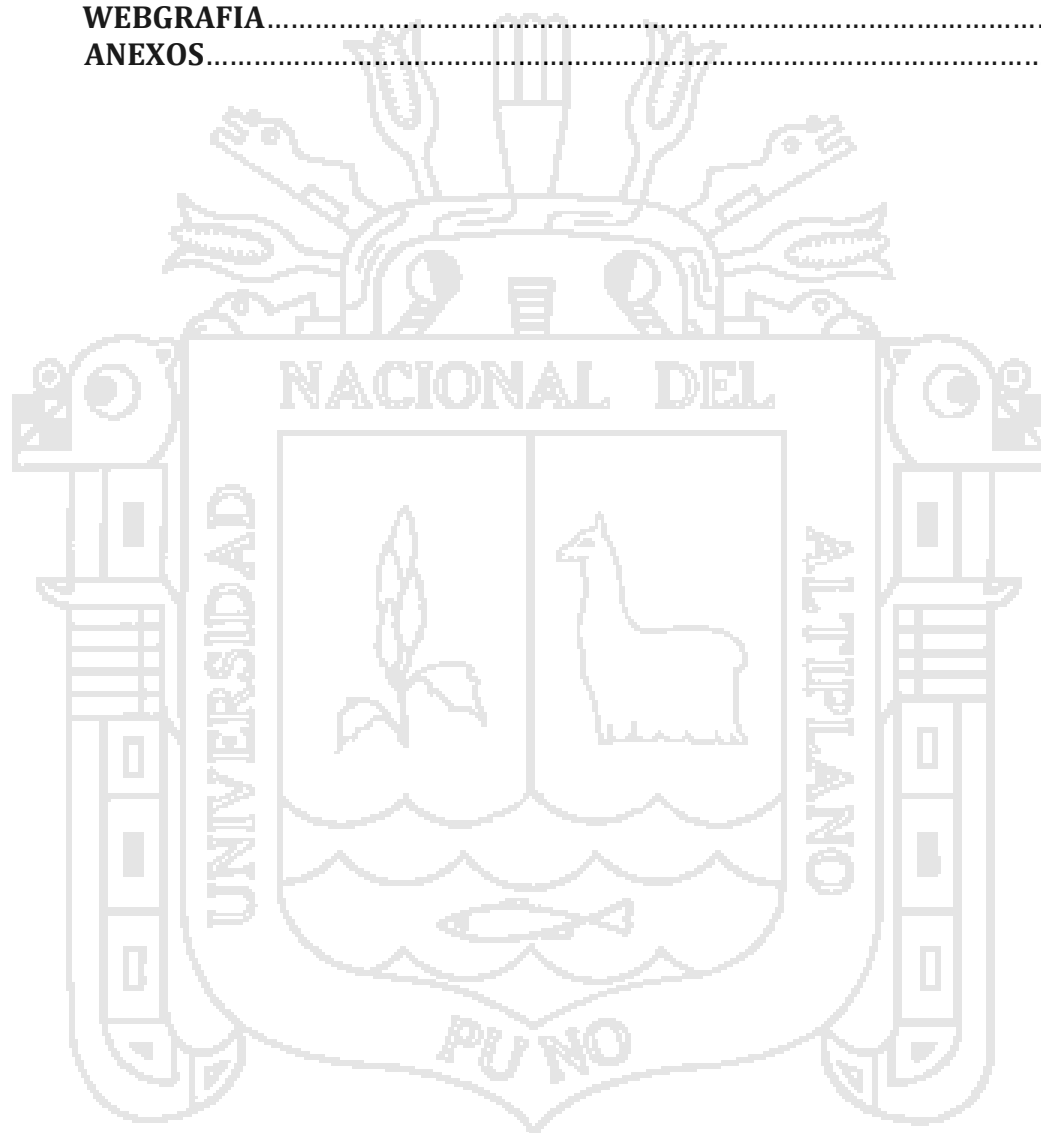 WEBGRAFIA……………………………………………………………………………………
ANEXOS……………………………………………………………………………………………
NACIONAL DEL
UNIVERSIDAD
ALTIPLANO
PUNO